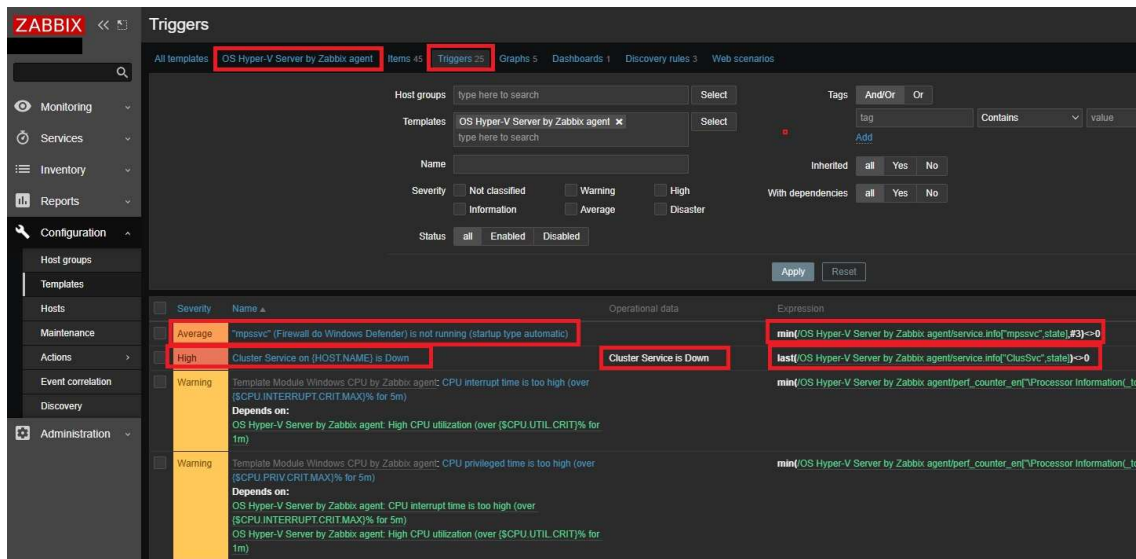 ZABBIX
Triggers
All templates OS Hyper-V Server by Zabbix agent Items 45 Triggers 25 Graphs 5 Dashboards 1 Discovery rules 3 Web scenarios
Host groups type here to search Select Tags And/Or Or
Templates OS Hyper-V Server by Zabbix agent Select tag Contains value
type here to search Add
Name
Inherited all Yes No
Severity Not classified Warning High
With dependencies all Yes No
Information Average Disaster
Status all Enabled Disabled
Apply Reset
Monitoring
Services
Inventory
Reports
Configuration
Host groups
Templates
Hosts
Maintenance
Actions
Event correlation
Discovery
Administration
Severity Name Operational data Expression
Average "mpssvc" (Firewall do Windows Defender) is not running (startup type automatic) min(/OS Hyper-V Server by Zabbix agent/service.info["mpssvc",state],#3)<>0
High Cluster Service on {HOST.NAME} is Down Cluster Service is Down last(/OS Hyper-V Server by Zabbix agent/service.info["ClusSvc",state])<>0
Warning Template Module Windows CPU by Zabbix agent: CPU interrupt time is too high (over min(/OS Hyper-V Server by Zabbix agent/perf_counter_en["\Processor Information(_to
{$CPU.INTERRUPT.CRIT.MAX}% for 5m)
Depends on:
OS Hyper-V Server by Zabbix agent: High CPU utilization (over {$CPU.UTIL.CRIT}% for
1m)
Warning Template Module Windows CPU by Zabbix agent: CPU privileged time is too high (over min(/OS Hyper-V Server by Zabbix agent/perf_counter_en["\Processor Information(_to
{$CPU.PRIV.CRIT.MAX}% for 5m)
Depends on:
OS Hyper-V Server by Zabbix agent: CPU interrupt time is too high (over
{$CPU.INTERRUPT.CRIT.MAX}% for 5m)
OS Hyper-V Server by Zabbix agent: High CPU utilization (over {$CPU.UTIL.CRIT}% for
1m)